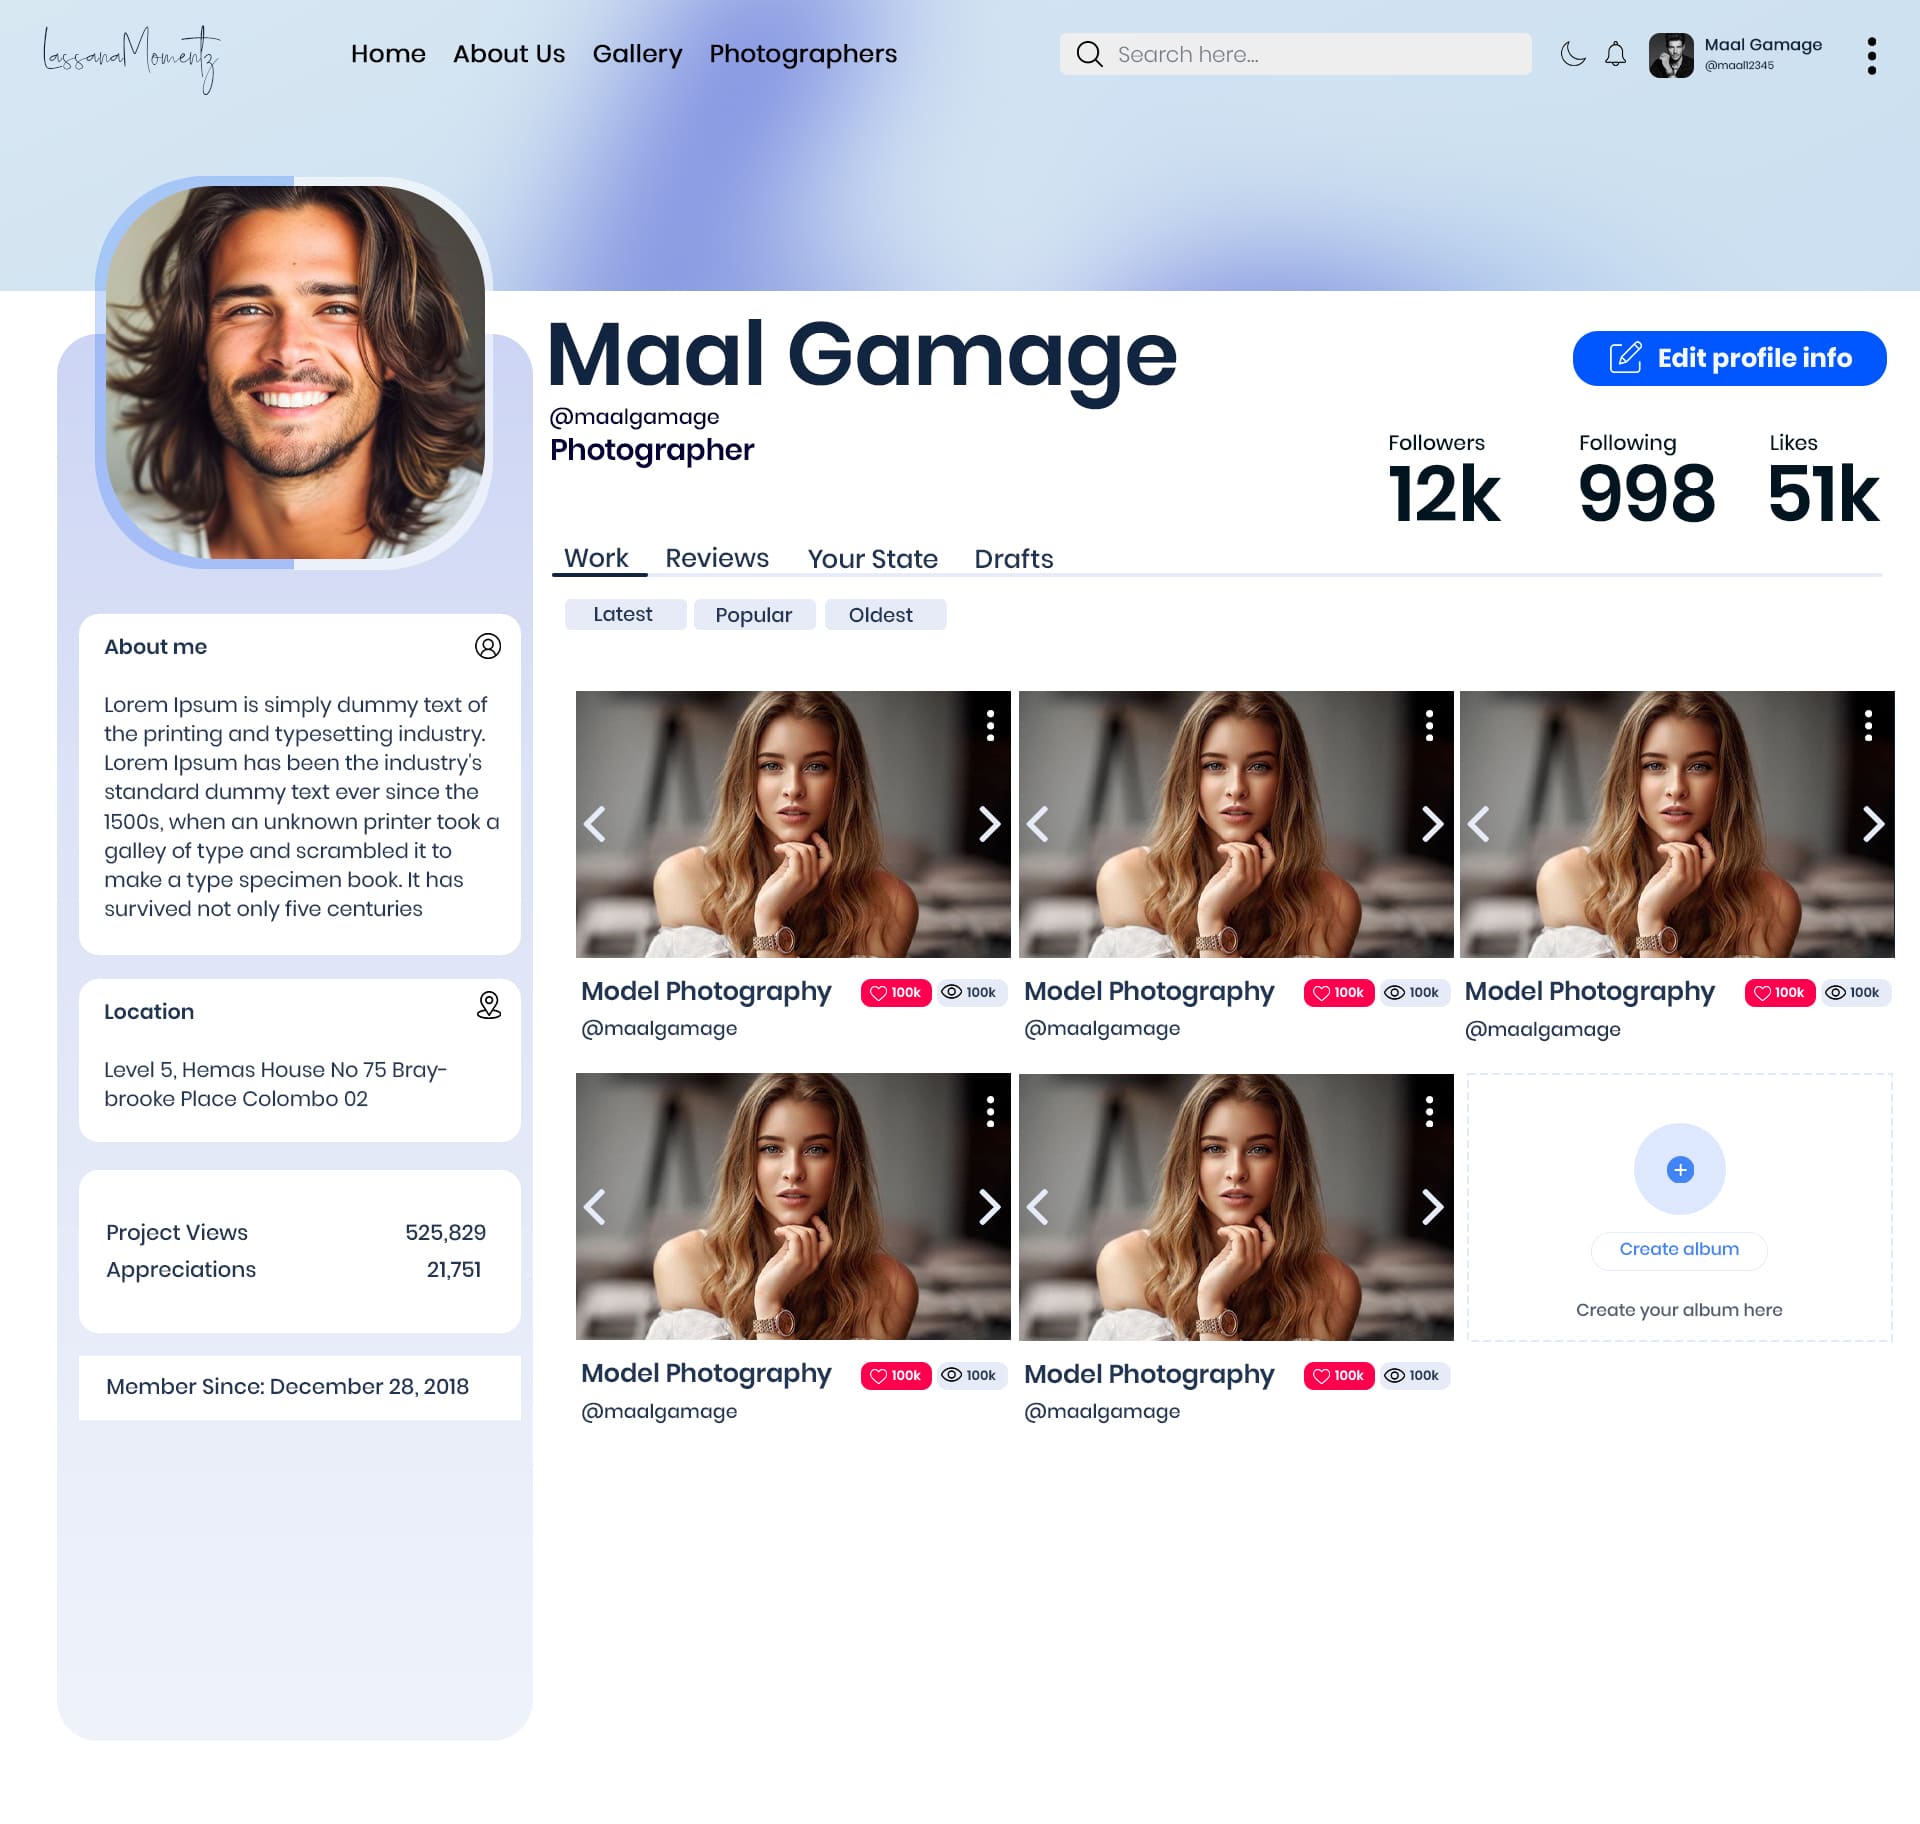 LassanaMomentz
Home About Us Gallery Photographers
Search here...
Maal Gamage
@maal12345
Maal Gamage
@maalgamage
Photographer
Edit profile info
Followers Following Likes
12k 998 51k
Work Reviews Your State Drafts
Latest Popular Oldest
About me
Lorem Ipsum is simply dummy text of
the printing and typesetting industry.
Lorem Ipsum has been the industry's
standard dummy text ever since the
1500s, when an unknown printer took a
galley of type and scrambled it to
make a type specimen book. It has
survived not only five centuries
Location
Level 5, Hemas House No 75 Bray-
brooke Place Colombo 02
Project Views 525,829
Appreciations 21,751
Member Since: December 28, 2018
Model Photography 100k 100k
@maalgamage
Model Photography 100k 100k
@maalgamage
Model Photography 100k 100k
@maalgamage
Model Photography 100k 100k
@maalgamage
Model Photography 100k 100k
@maalgamage
Create album
Create your album here